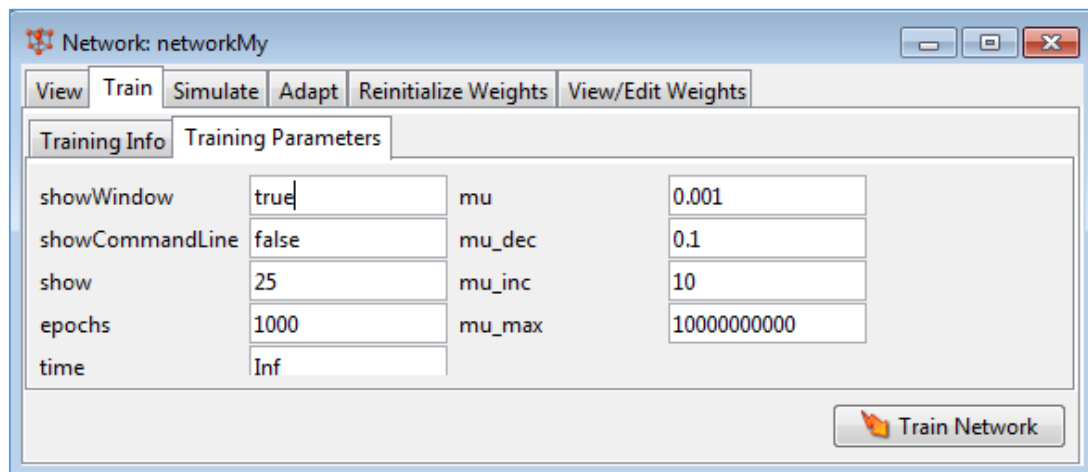 Network: networkMy
View Train Simulate Adapt Reinitialize Weights View/Edit Weights
Training Info Training Parameters
showWindow true mu 0.001
showCommandLine false mu_dec 0.1
show 25 mu_inc 10
epochs 1000 mu_max 10000000000
time Inf
Train Network